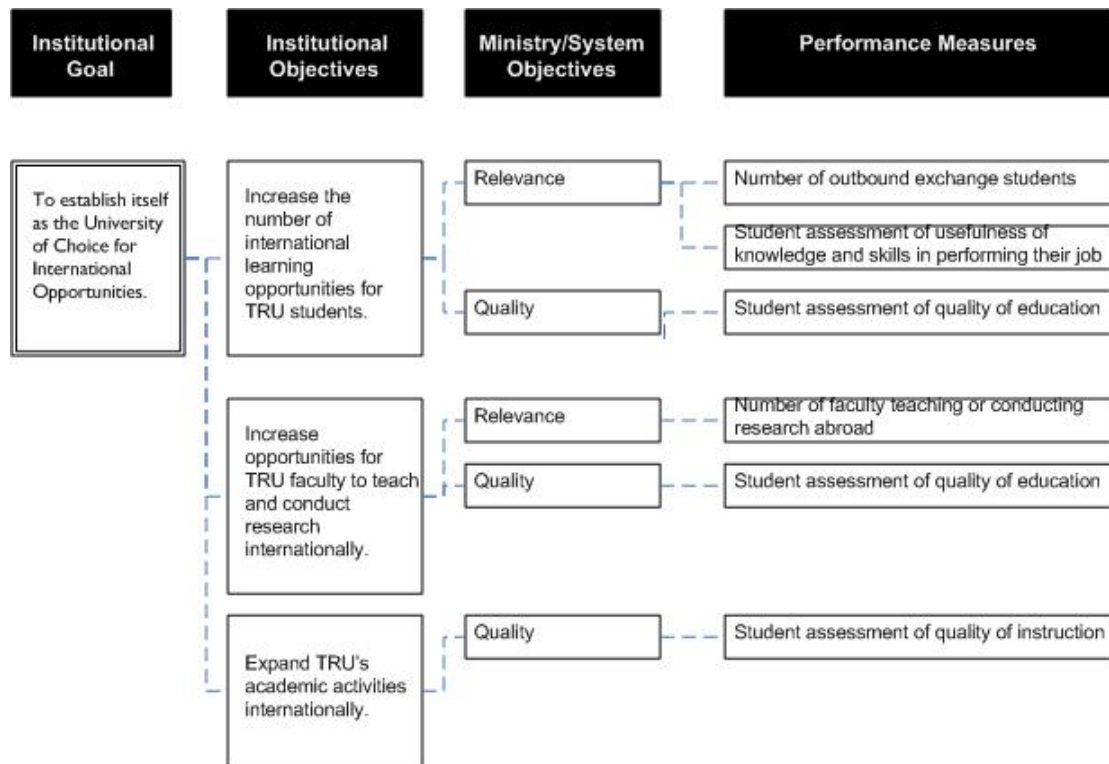 Institutional
Goal
Institutional
Objectives
Ministry/System
Objectives
Performance Measures
To establish itself
as the University
of Choice for
International
Opportunities.
Increase the
number of
international
learning
opportunities for
TRU students.
Relevance
Number of outbound exchange students
Student assessment of usefulness of
knowledge and skills in performing their job
Quality
Student assessment of quality of education
Increase
opportunities for
TRU faculty to teach
and conduct
research
internationally.
Relevance
Number of faculty teaching or conducting
research abroad
Quality
Student assessment of quality of education
Expand TRU's
academic activities
internationally.
Quality
Student assessment of quality of instruction